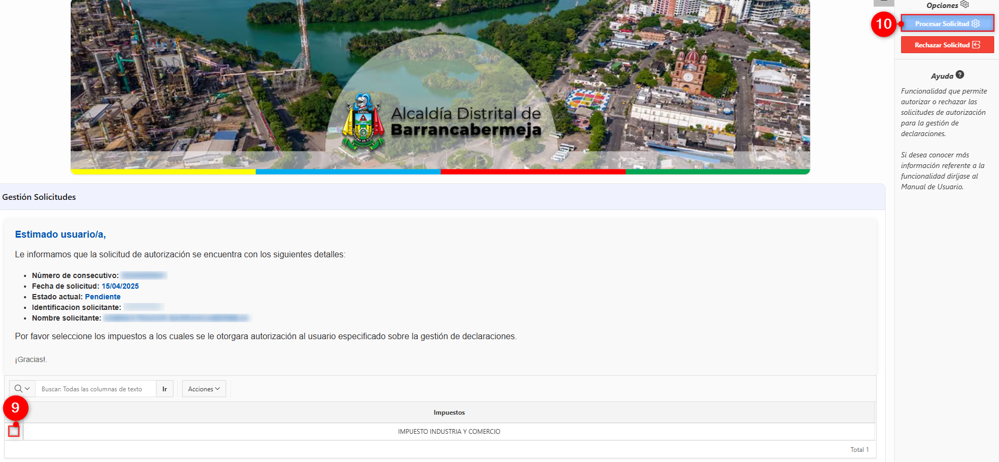 Opciones
10
Procesar Solicitud
Rechazar Solicitud
Ayuda
Funcionalidad que permite
autorizar o rechazar las
solicitudes de autorización
para la gestión de
declaraciones.
Si desea conocer más
información referente a la
funcionalidad diríjase al
Manual de Usuario.
Alcaldía Distrital de
Barrancabermeja
Gestión Solicitudes
Estimado usuario/a,
Le informamos que la solicitud de autorización se encuentra con los siguientes detalles:
• Número de consecutivo:
• Fecha de solicitud: 15/04/2025
• Estado actual: Pendiente
• Identificacion solicitante:
• Nombre solicitante:
Por favor seleccione los impuestos a los cuales se le otorgara autorización al usuario especificado sobre la gestión de declaraciones.
¡Gracias!.
Buscar: Todas las columnas de texto
Ir
Acciones
9
Impuestos
IMPUESTO INDUSTRIA Y COMERCIO
Total 1